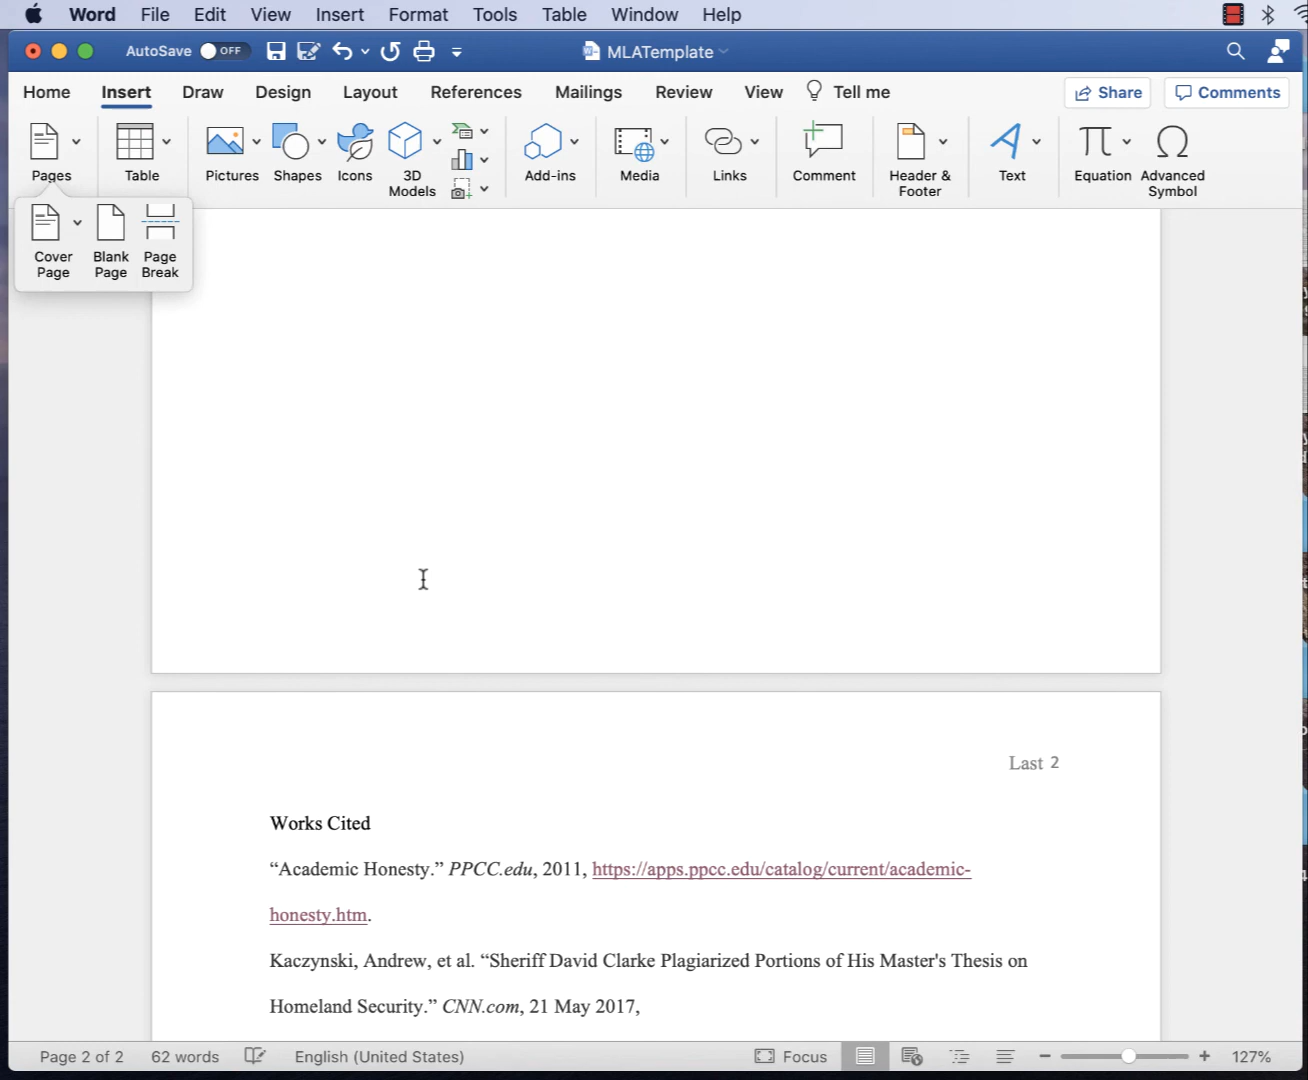 Word File Edit View Insert Format Tools Table Window Help
AutoSave OFF MLATemplate
Home Insert Draw Design Layout References Mailings Review View Tell me Share Comments
Pages Table Pictures Shapes Icons 3D Models Add-ins Media Links Comment Header & Footer Text Equation Advanced Symbol
Cover Page Blank Page Page Break
Last 2
Works Cited
“Academic Honesty.” PPCC.edu, 2011, https://apps.ppcc.edu/catalog/current/academic-
honesty.htm.
Kaczynski, Andrew, et al. “Sheriff David Clarke Plagiarized Portions of His Master's Thesis on
Homeland Security.” CNN.com, 21 May 2017,
Page 2 of 2 62 words English (United States) Focus 127%